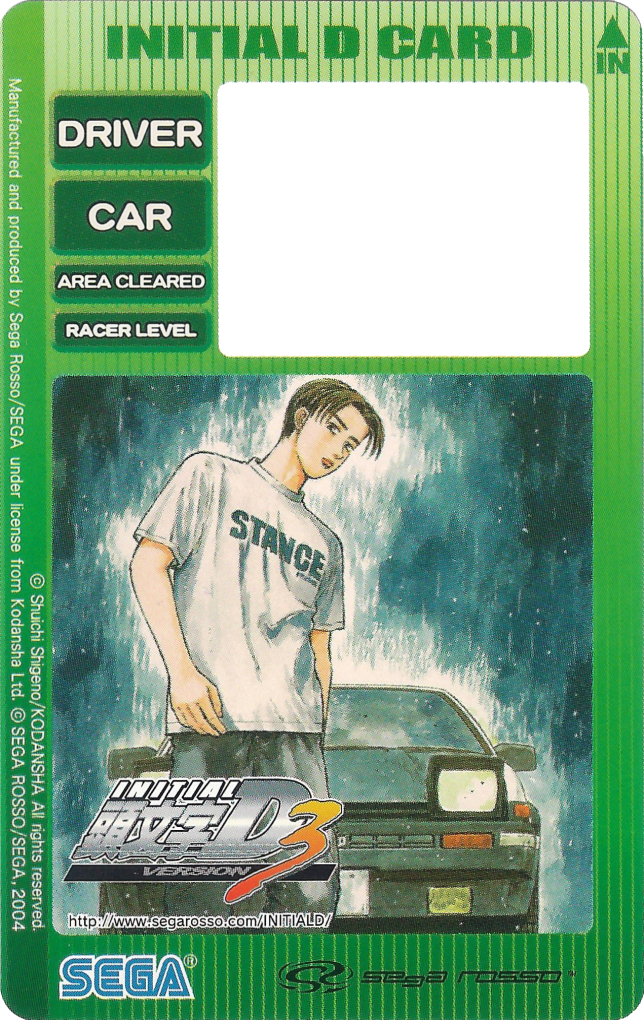 INITIAL D CARD
IN
DRIVER
CAR
AREA CLEARED
RACER LEVEL
Manufactured and produced by Sega Rosso/SEGA under license from Kodansha Ltd. © SEGA ROSSO/SEGA, 2004
© Shuichi Shigeno/KODANSHA All rights reserved.
STANCE
INITIAL
頭文字D3
VERSION
http://www.segarosso.com/INITIALD/
SEGA®
sega rosso™